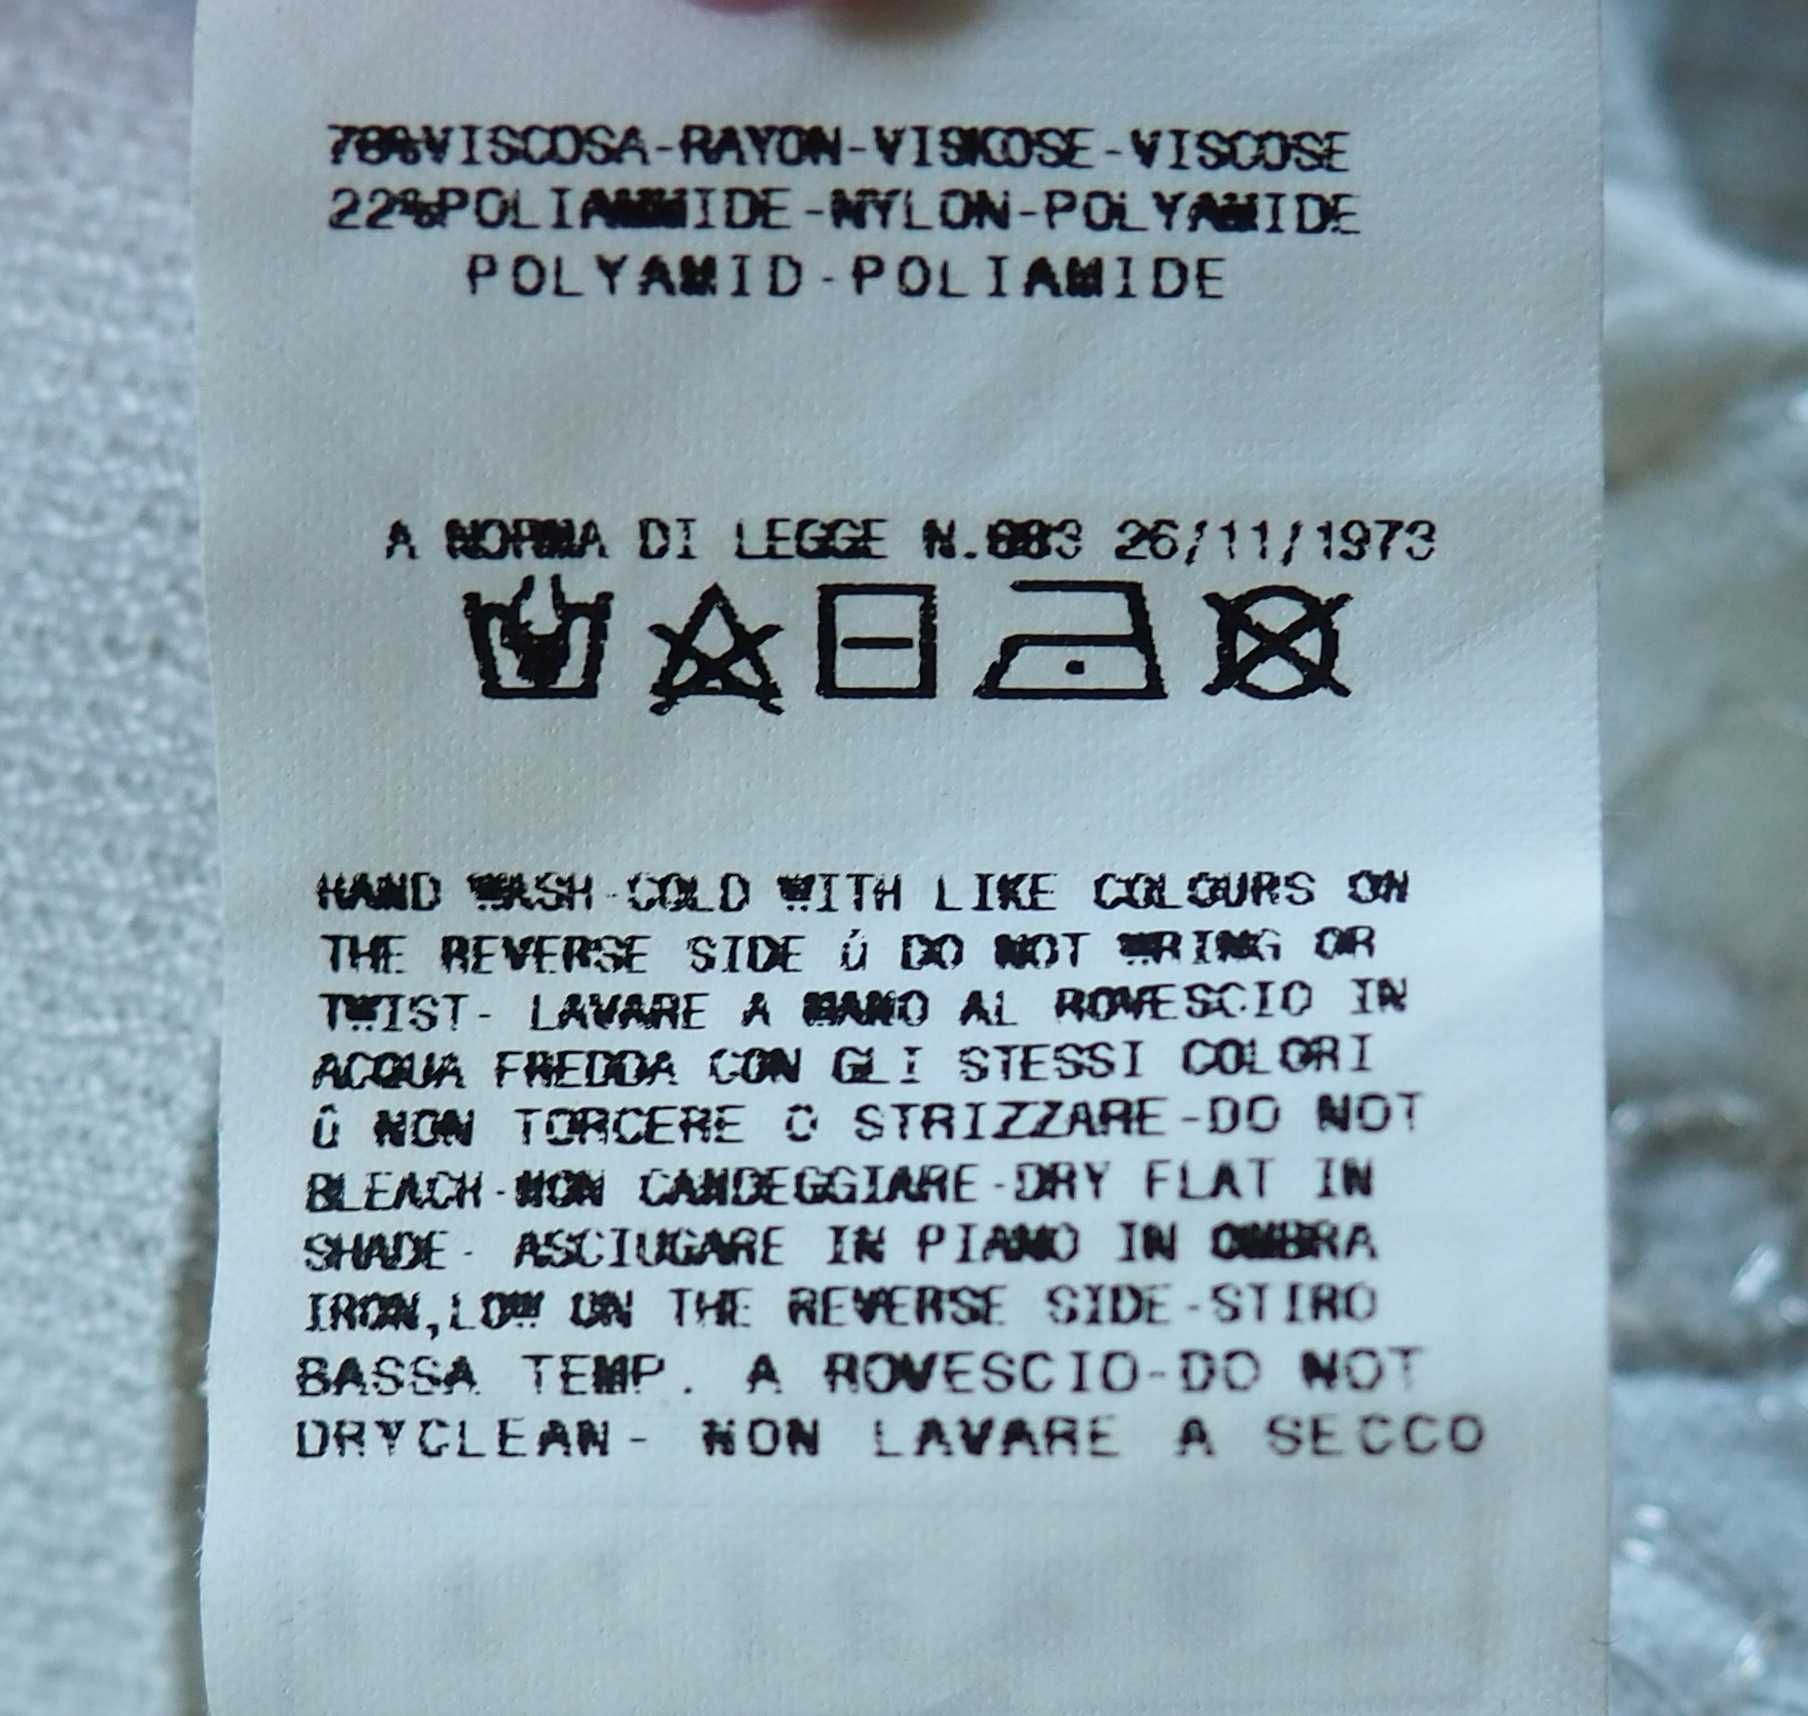 78%VISCOSA-RAYON-VISKOSE-VISCOSE
22%POLIAMMIDE-NYLON-POLYAMIDE
POLYAMID-POLIAMIDE
A NORMA DI LEGGE N.883 26/11/1973
HAND WASH-COLD WITH LIKE COLOURS ON
THE REVERSE SIDE Û DO NOT WRING OR
TWIST- LAVARE A MANO AL ROVESCIO IN
ACQUA FREDDA CON GLI STESSI COLORI
Û NON TORCERE O STRIZZARE-DO NOT
BLEACH-NON CANDEGGIARE-DRY FLAT IN
SHADE- ASCIUGARE IN PIANO IN OMBRA
IRON,LOW ON THE REVERSE SIDE-STIRO
BASSA TEMP. A ROVESCIO-DO NOT
DRYCLEAN- NON LAVARE A SECCO